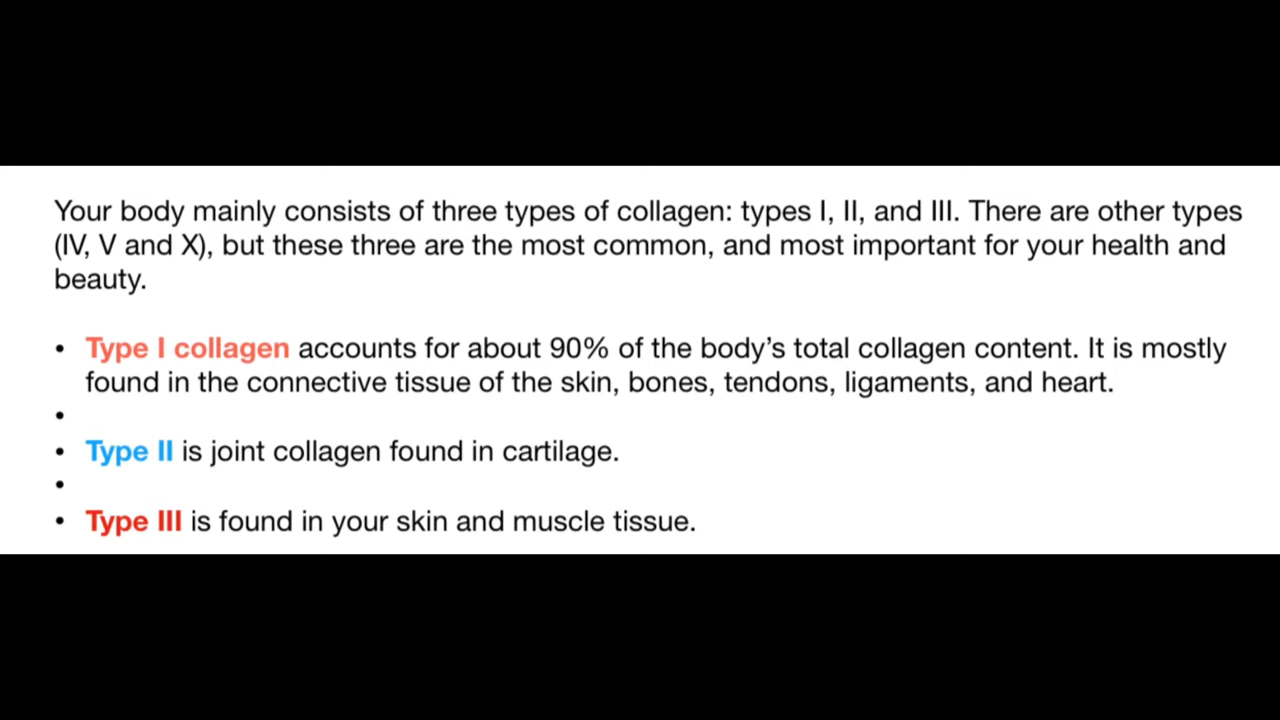 Your body mainly consists of three types of collagen: types I, II, and III. There are other types
(IV, V and X), but these three are the most common, and most important for your health and
beauty.
• Type I collagen accounts for about 90% of the body’s total collagen content. It is mostly
found in the connective tissue of the skin, bones, tendons, ligaments, and heart.
•
• Type II is joint collagen found in cartilage.
•
• Type III is found in your skin and muscle tissue.